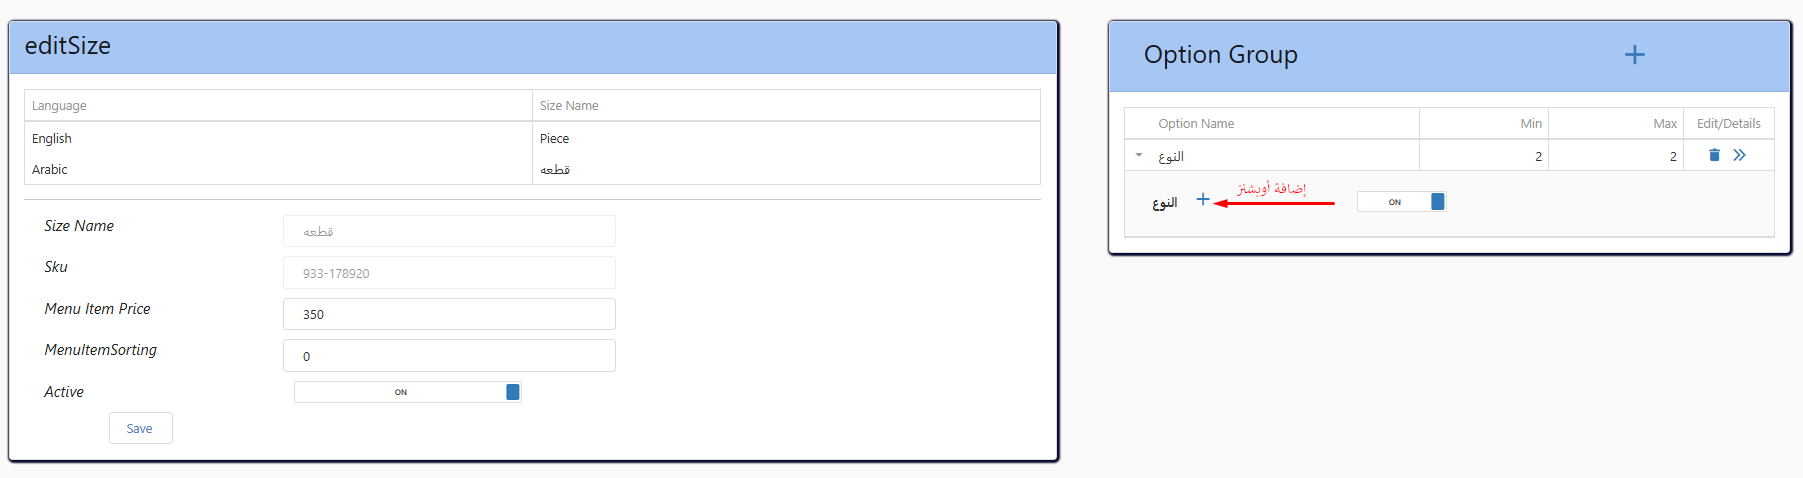 editSize
Language Size Name
English Piece
Arabic قطعه
Size Name قطعه
Sku 933-178920
Menu Item Price 350
MenuItemSorting 0
Active ON
Save
Option Group +
Option Name Min Max Edit/Details
النوع 2 2
النوع + إضافة أوبشنز ON